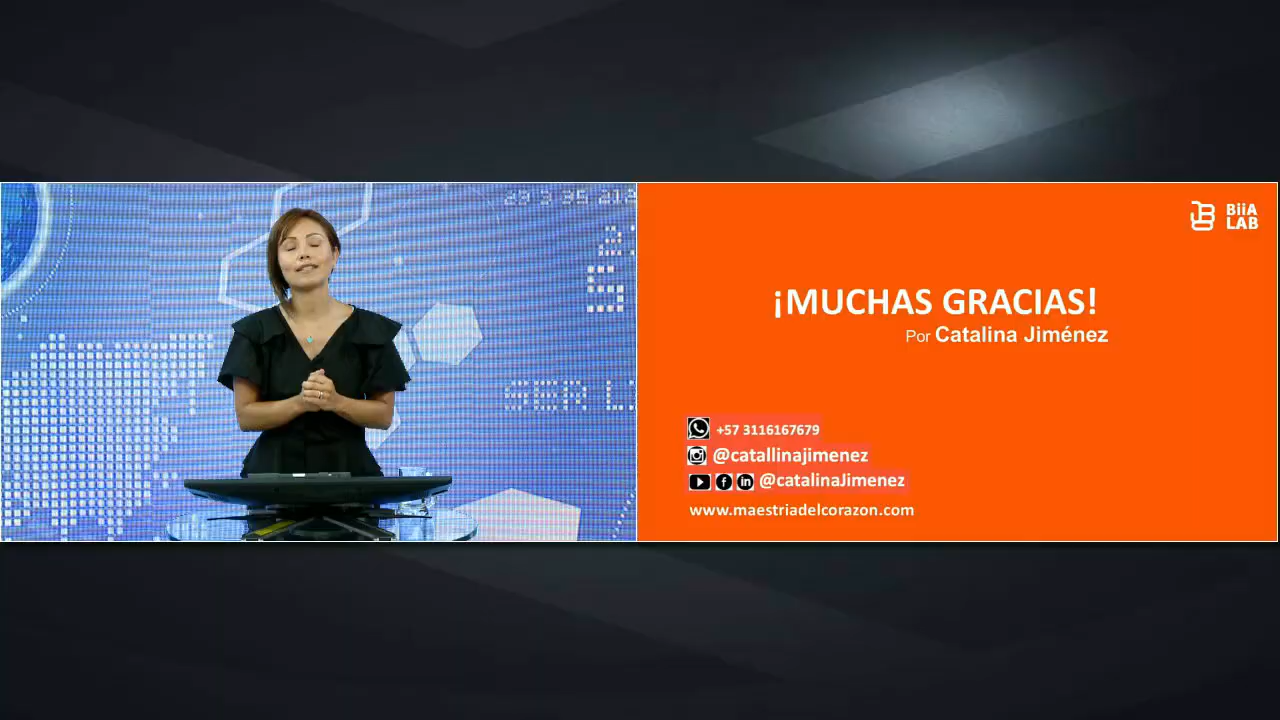 BiiA
LAB
¡MUCHAS GRACIAS!
Por Catalina Jiménez
+57 3116167679
@catallinajimenez
@catalinaJimenez
www.maestriadelcorazon.com